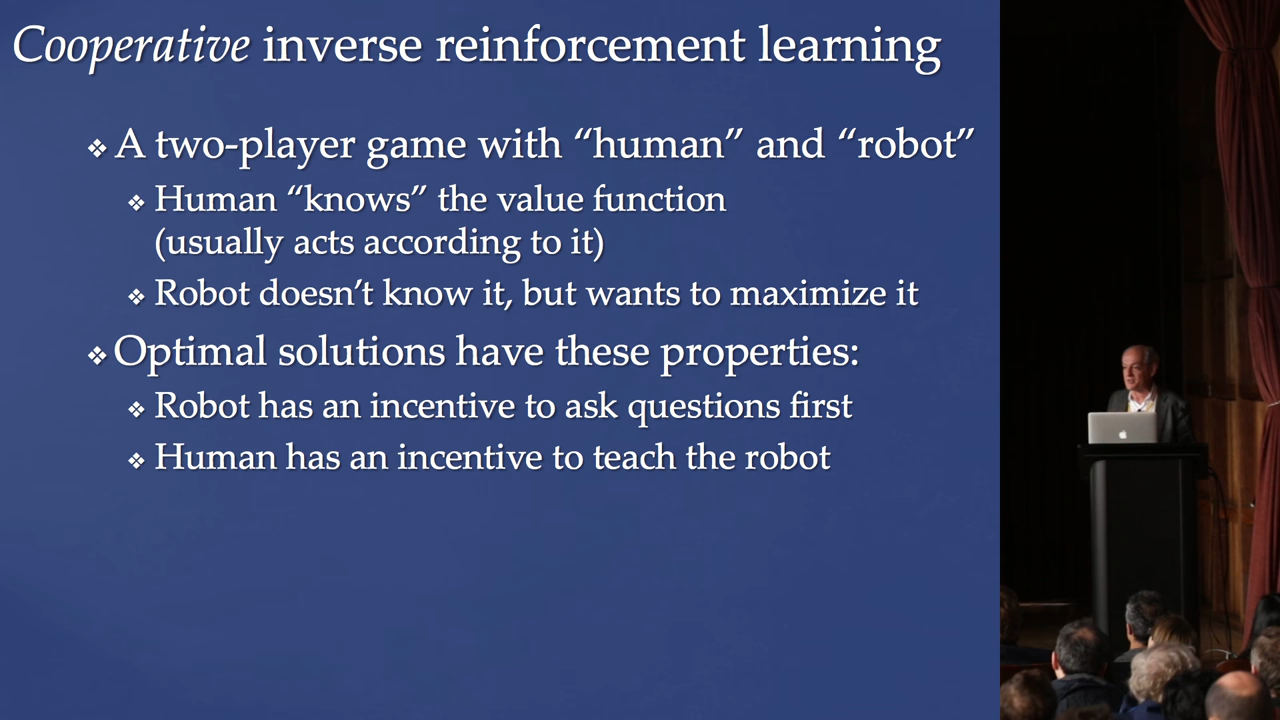 Cooperative inverse reinforcement learning
❖ A two-player game with “human” and “robot”
❖ Human “knows” the value function
(usually acts according to it)
❖ Robot doesn’t know it, but wants to maximize it
❖ Optimal solutions have these properties:
❖ Robot has an incentive to ask questions first
❖ Human has an incentive to teach the robot